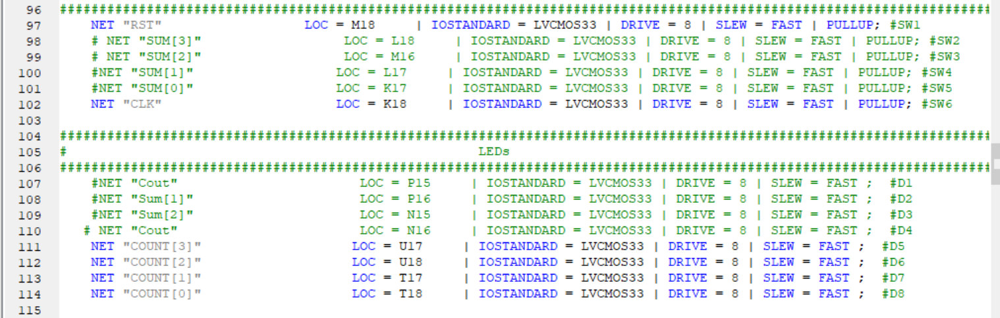 96 #####################################################################################################################
97 NET "RST" LOC = M18 | IOSTANDARD = LVCMOS33 | DRIVE = 8 | SLEW = FAST | PULLUP; #SW1
98 # NET "SUM[3]" LOC = L18 | IOSTANDARD = LVCMOS33 | DRIVE = 8 | SLEW = FAST | PULLUP; #SW2
99 # NET "SUM[2]" LOC = M16 | IOSTANDARD = LVCMOS33 | DRIVE = 8 | SLEW = FAST | PULLUP; #SW3
100 #NET "SUM[1]" LOC = L17 | IOSTANDARD = LVCMOS33 | DRIVE = 8 | SLEW = FAST | PULLUP; #SW4
101 #NET "SUM[0]" LOC = K17 | IOSTANDARD = LVCMOS33 | DRIVE = 8 | SLEW = FAST | PULLUP; #SW5
102 NET "CLK" LOC = K18 | IOSTANDARD = LVCMOS33 | DRIVE = 8 | SLEW = FAST | PULLUP; #SW6
103
104 #####################################################################################################################
105 # LEDs
106 #####################################################################################################################
107 #NET "Cout" LOC = P15 | IOSTANDARD = LVCMOS33 | DRIVE = 8 | SLEW = FAST ; #D1
108 #NET "Sum[1]" LOC = P16 | IOSTANDARD = LVCMOS33 | DRIVE = 8 | SLEW = FAST ; #D2
109 #NET "Sum[2]" LOC = N15 | IOSTANDARD = LVCMOS33 | DRIVE = 8 | SLEW = FAST ; #D3
110 # NET "Cout" LOC = N16 | IOSTANDARD = LVCMOS33 | DRIVE = 8 | SLEW = FAST ; #D4
111 NET "COUNT[3]" LOC = U17 | IOSTANDARD = LVCMOS33 | DRIVE = 8 | SLEW = FAST ; #D5
112 NET "COUNT[2]" LOC = U18 | IOSTANDARD = LVCMOS33 | DRIVE = 8 | SLEW = FAST ; #D6
113 NET "COUNT[1]" LOC = T17 | IOSTANDARD = LVCMOS33 | DRIVE = 8 | SLEW = FAST ; #D7
114 NET "COUNT[0]" LOC = T18 | IOSTANDARD = LVCMOS33 | DRIVE = 8 | SLEW = FAST ; #D8
115